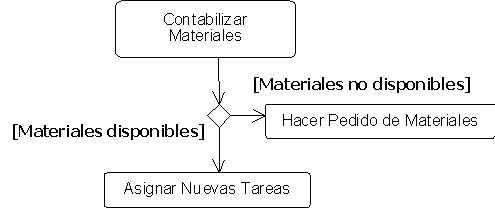 Contabilizar
Materiales
[Materiales no disponibles]
Hacer Pedido de Materiales
[Materiales disponibles]
Asignar Nuevas Tareas